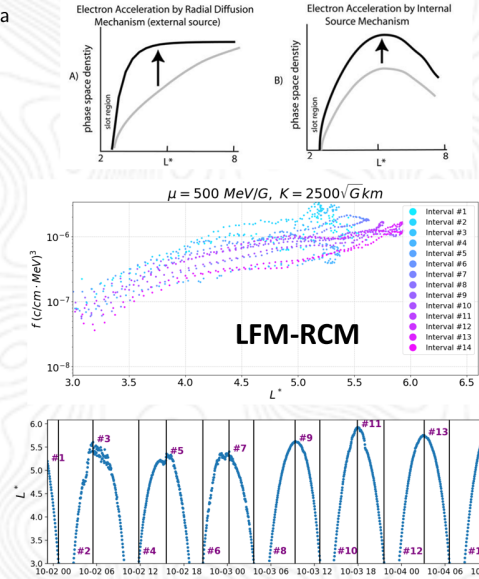 a
Electron Acceleration by Radial Diffusion
Mechanism (external source)
A)
phase space denstiy
slot region
2
L*
8
Electron Acceleration by Internal
Source Mechanism
B)
phase space denstiy
slot region
2
L*
8
μ = 500 MeV/G, K = 2500√Gkm
f (c/cm · MeV)³
10⁻⁶
10⁻⁷
10⁻⁸
3.0 3.5 4.0 4.5 5.0 5.5 6.0 6.5
L*
LFM-RCM
Interval #1
Interval #2
Interval #3
Interval #4
Interval #5
Interval #6
Interval #7
Interval #8
Interval #9
Interval #10
Interval #11
Interval #12
Interval #13
Interval #14
L*
6.0
5.5
5.0
4.5
4.0
3.5
3.0
#1 #3 #5 #7 #9 #11 #13
#2 #4 #6 #8 #10 #12 #1
10-02 00 10-02 06 10-02 12 10-02 18 10-03 00 10-03 06 10-03 12 10-03 18 10-04 00 10-04 06 10-04 1